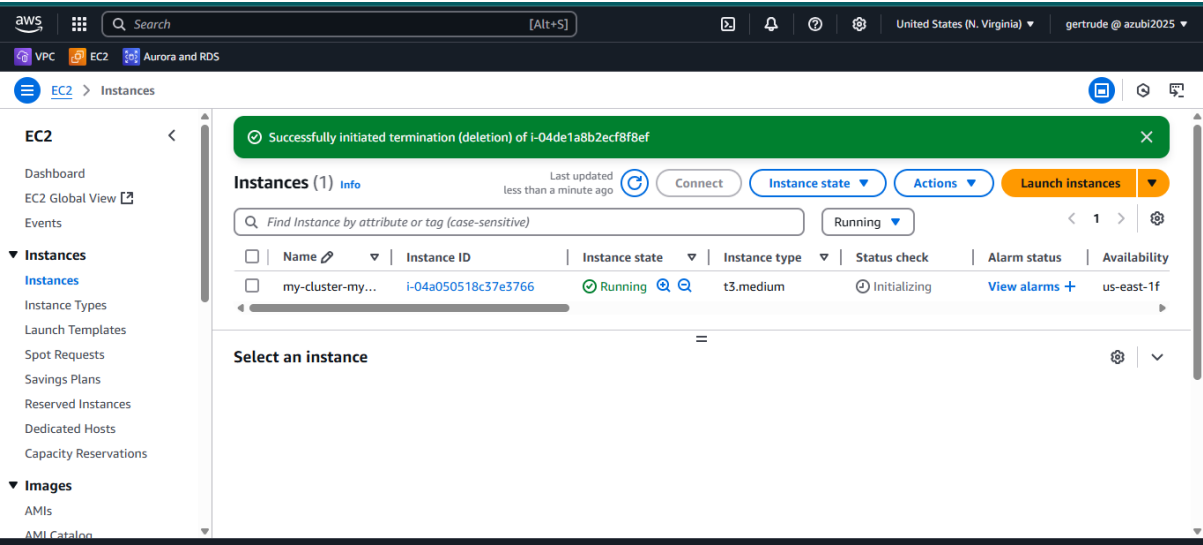 aws
Search [Alt+S] United States (N. Virginia) gertrude @ azubi2025
VPC EC2 Aurora and RDS
EC2 > Instances
EC2
Dashboard
EC2 Global View
Events
Instances
Instances
Instance Types
Launch Templates
Spot Requests
Savings Plans
Reserved Instances
Dedicated Hosts
Capacity Reservations
Images
AMIs
AMI Catalog
Successfully initiated termination (deletion) of i-04de1a8b2ecf8f8ef
Instances (1) Info
Last updated
less than a minute ago
Connect Instance state Actions Launch instances
Find Instance by attribute or tag (case-sensitive) Running 1
Name Instance ID Instance state Instance type Status check Alarm status Availability
my-cluster-my... i-04a050518c37e3766 Running t3.medium Initializing View alarms + us-east-1f
Select an instance